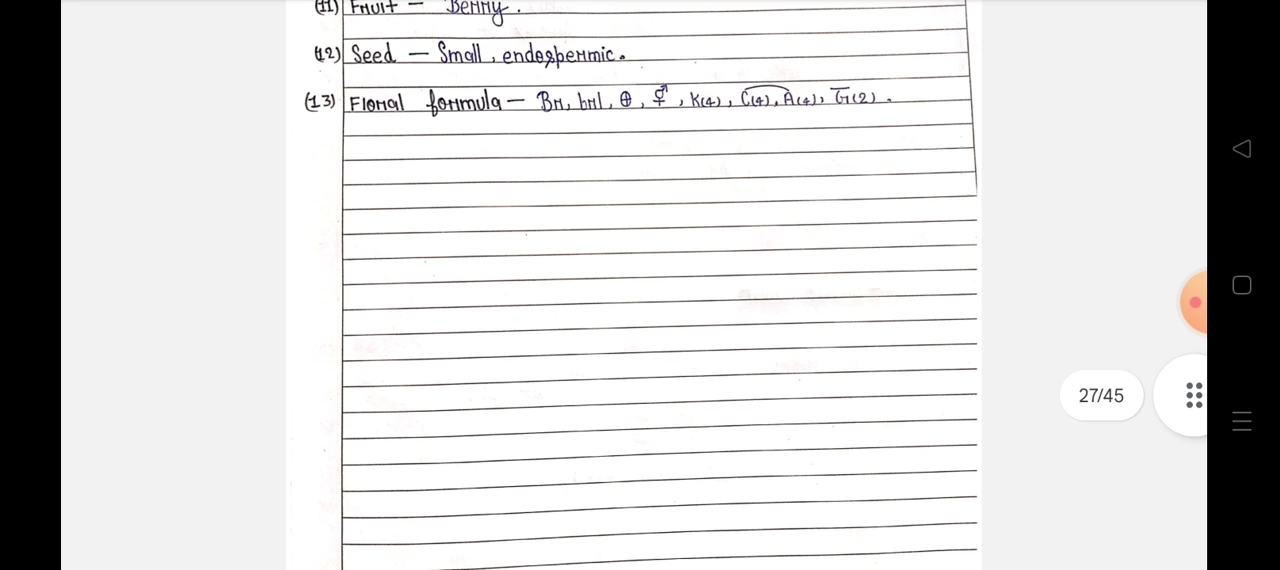 (11) Fruit – Berry.
(12) Seed — Small, endospermic.
(13) Floral formula — Br, brl, ⊕, ⚥, K(4), C(4), A(4), G̅(2).
27/45